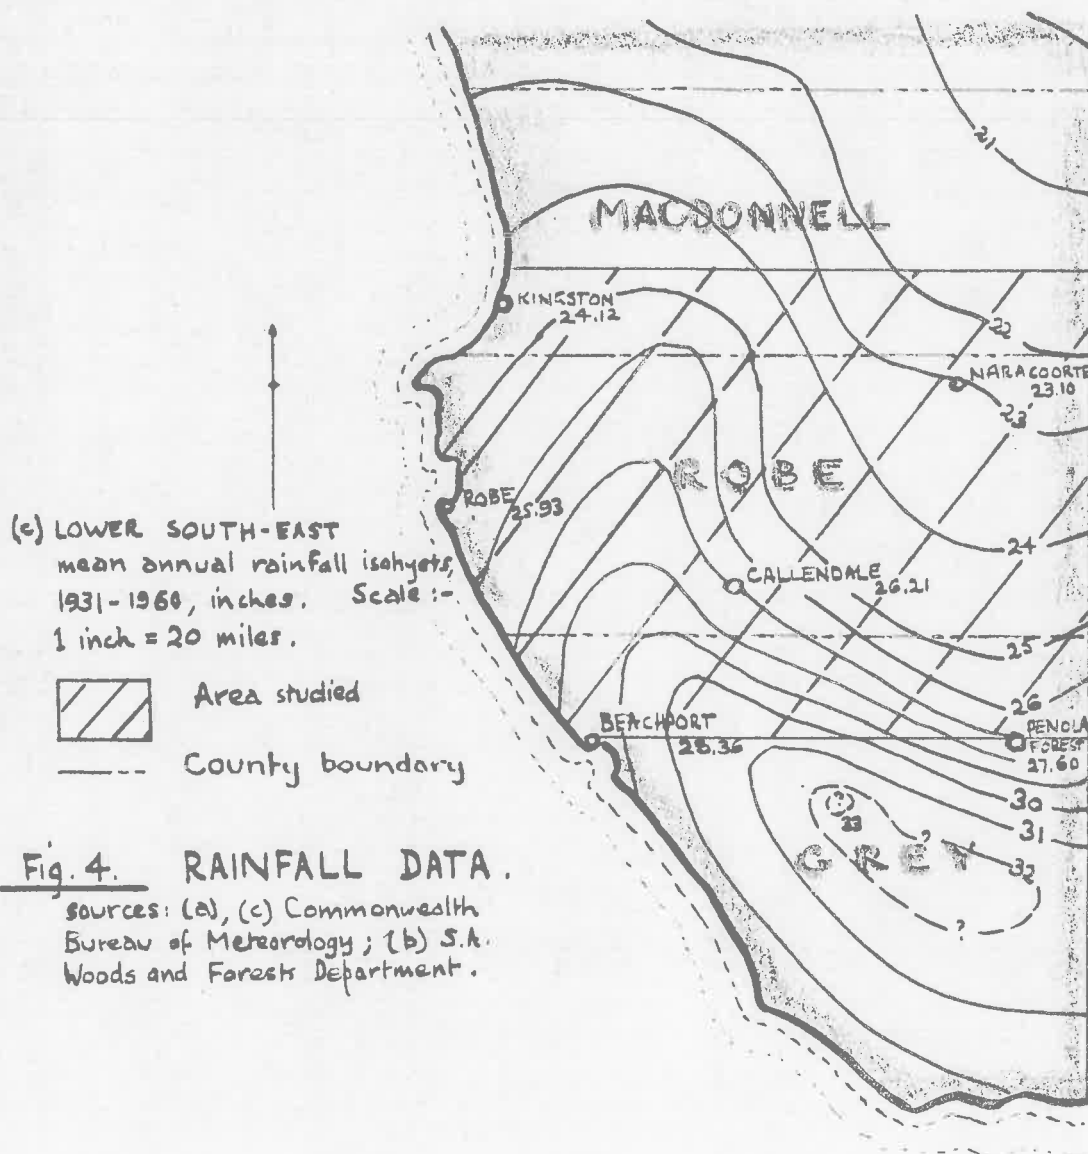 21
MACDONNELL
KINGSTON
24.12
22
NARACOORTE
23.10
23
ROBE
ROBE 25.93
(c) LOWER SOUTH-EAST
mean annual rainfall isohyets,
1931-1960, inches. Scale :-
1 inch = 20 miles.
24
CALLENDALE
26.21
25
Area studied
26
BEACHPORT
28.36
PENOLA
FOREST
27.60
County boundary
30
31
?
33
?
32
GREY
?
Fig. 4. RAINFALL DATA.
sources: (a), (c) Commonwealth
Bureau of Meteorology; (b) S.A.
Woods and Forests Department.